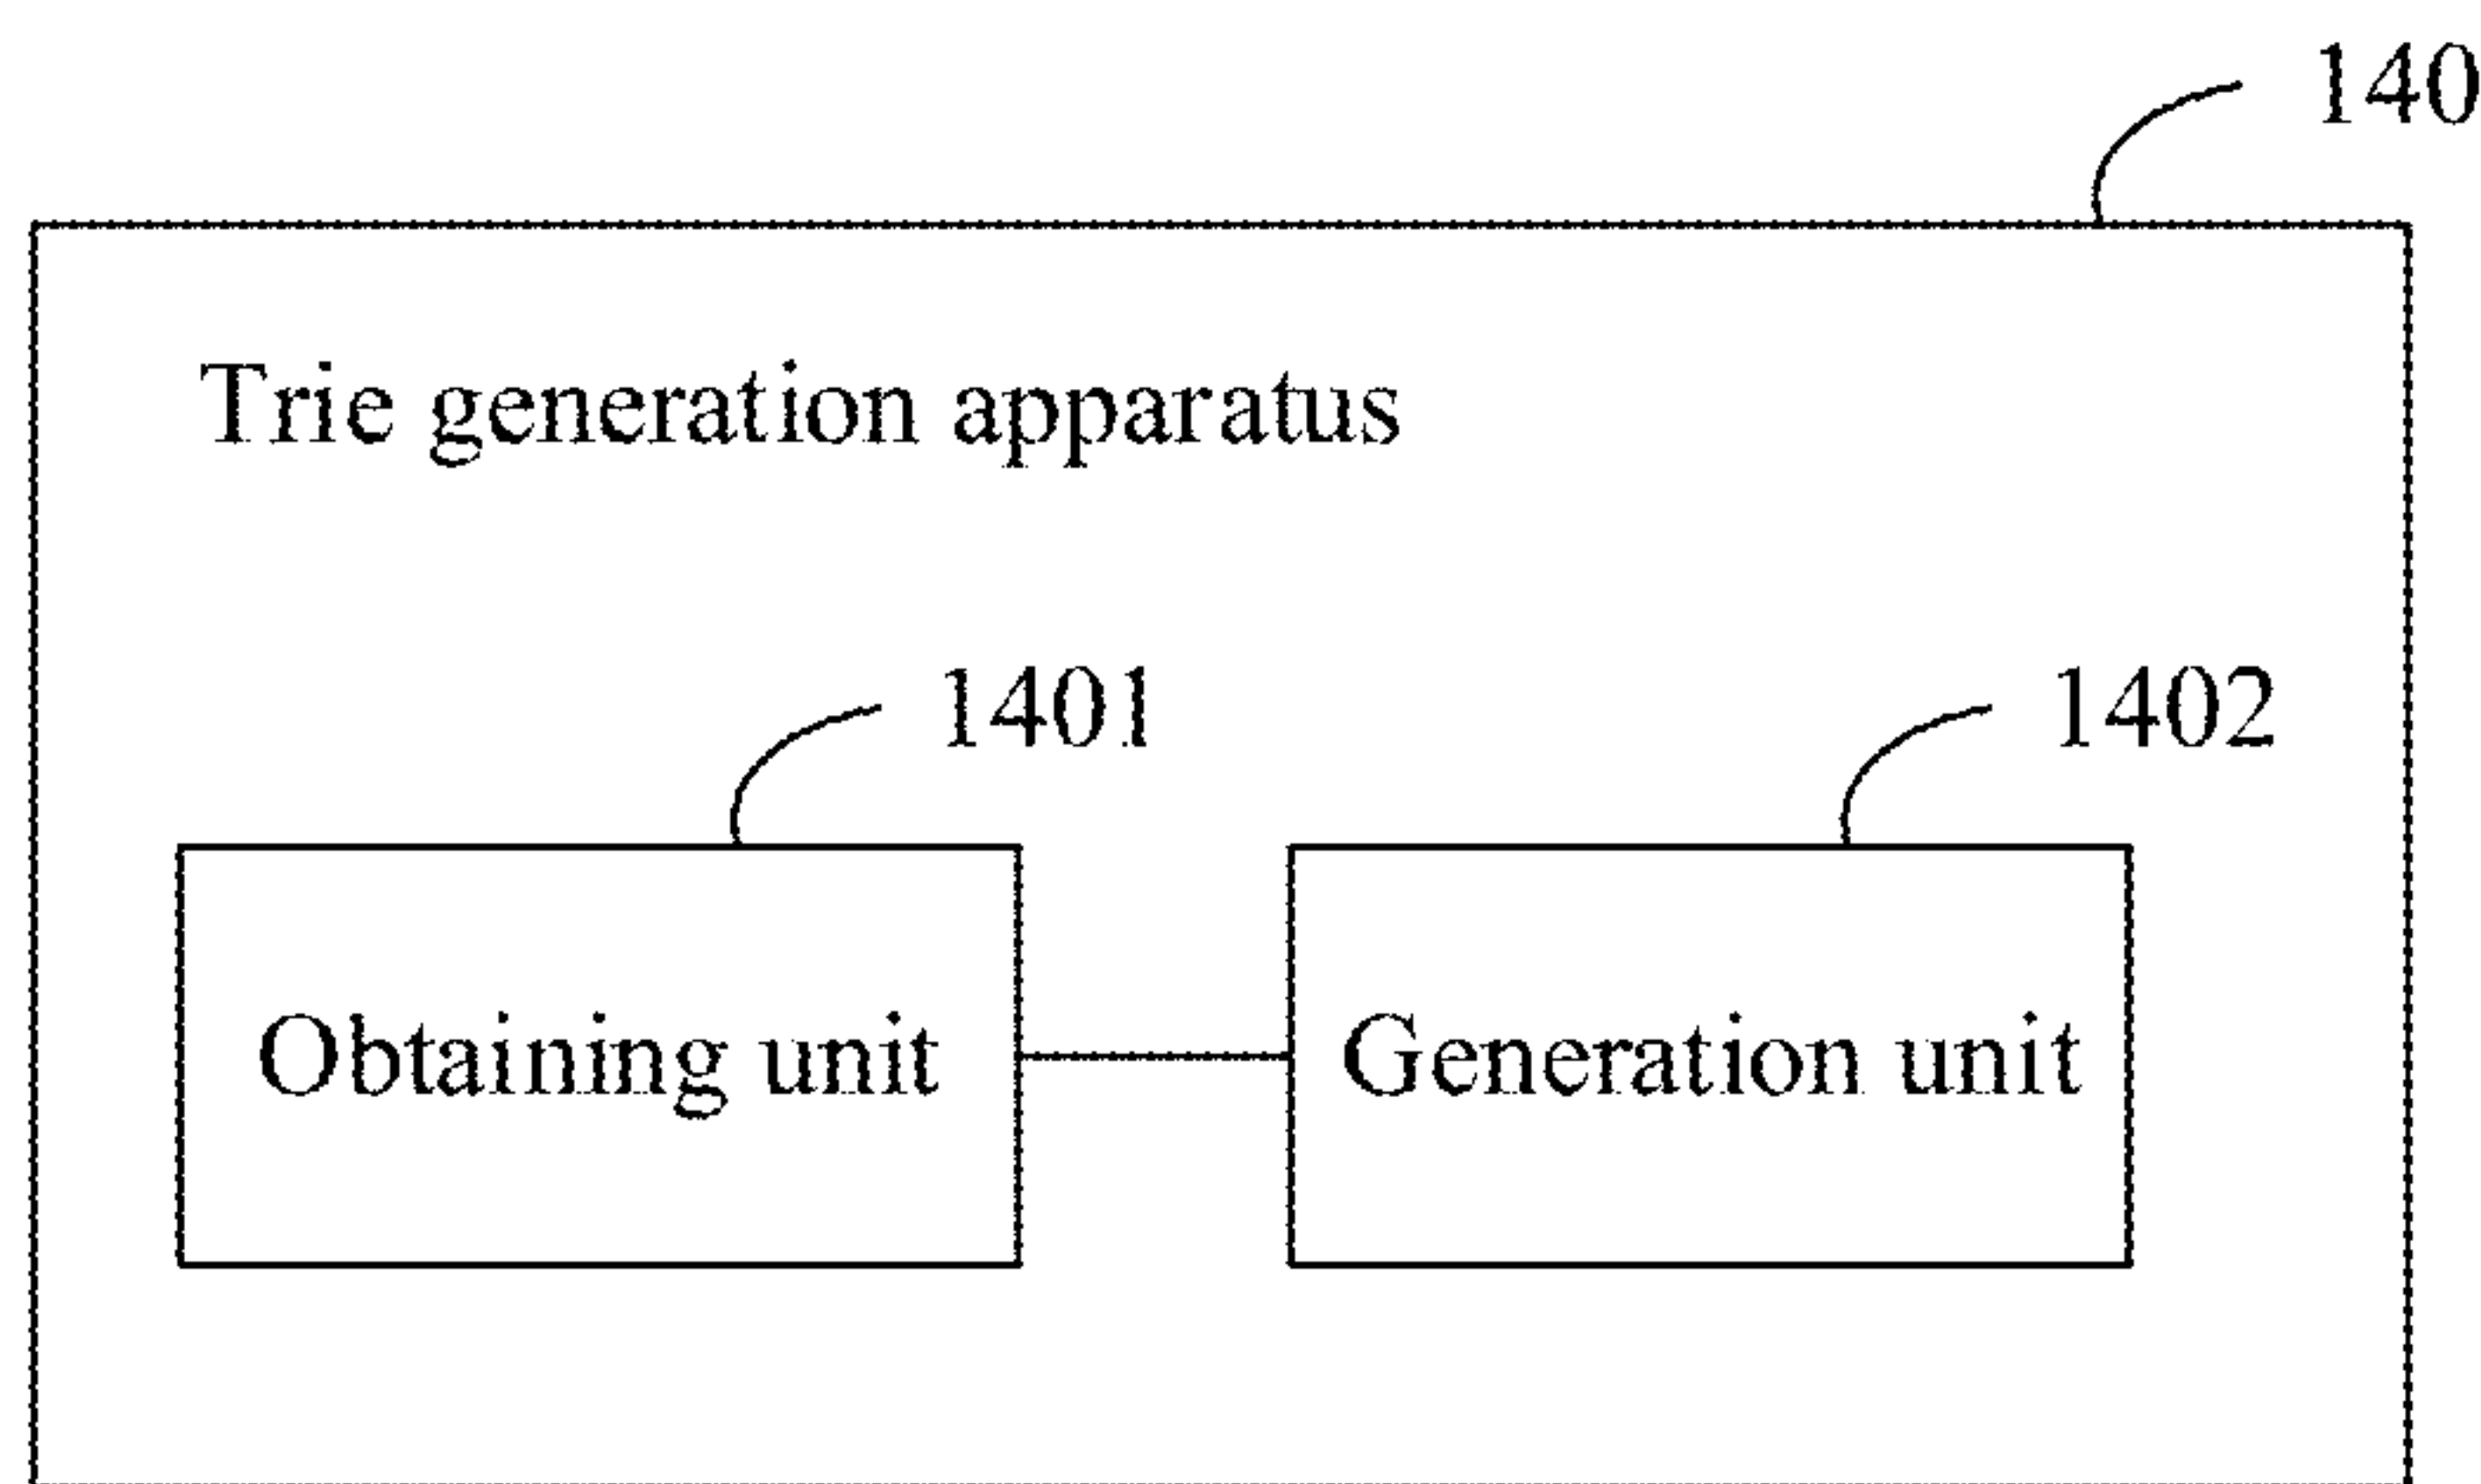 140
Trie generation apparatus
1401
1402
Obtaining unit
Generation unit